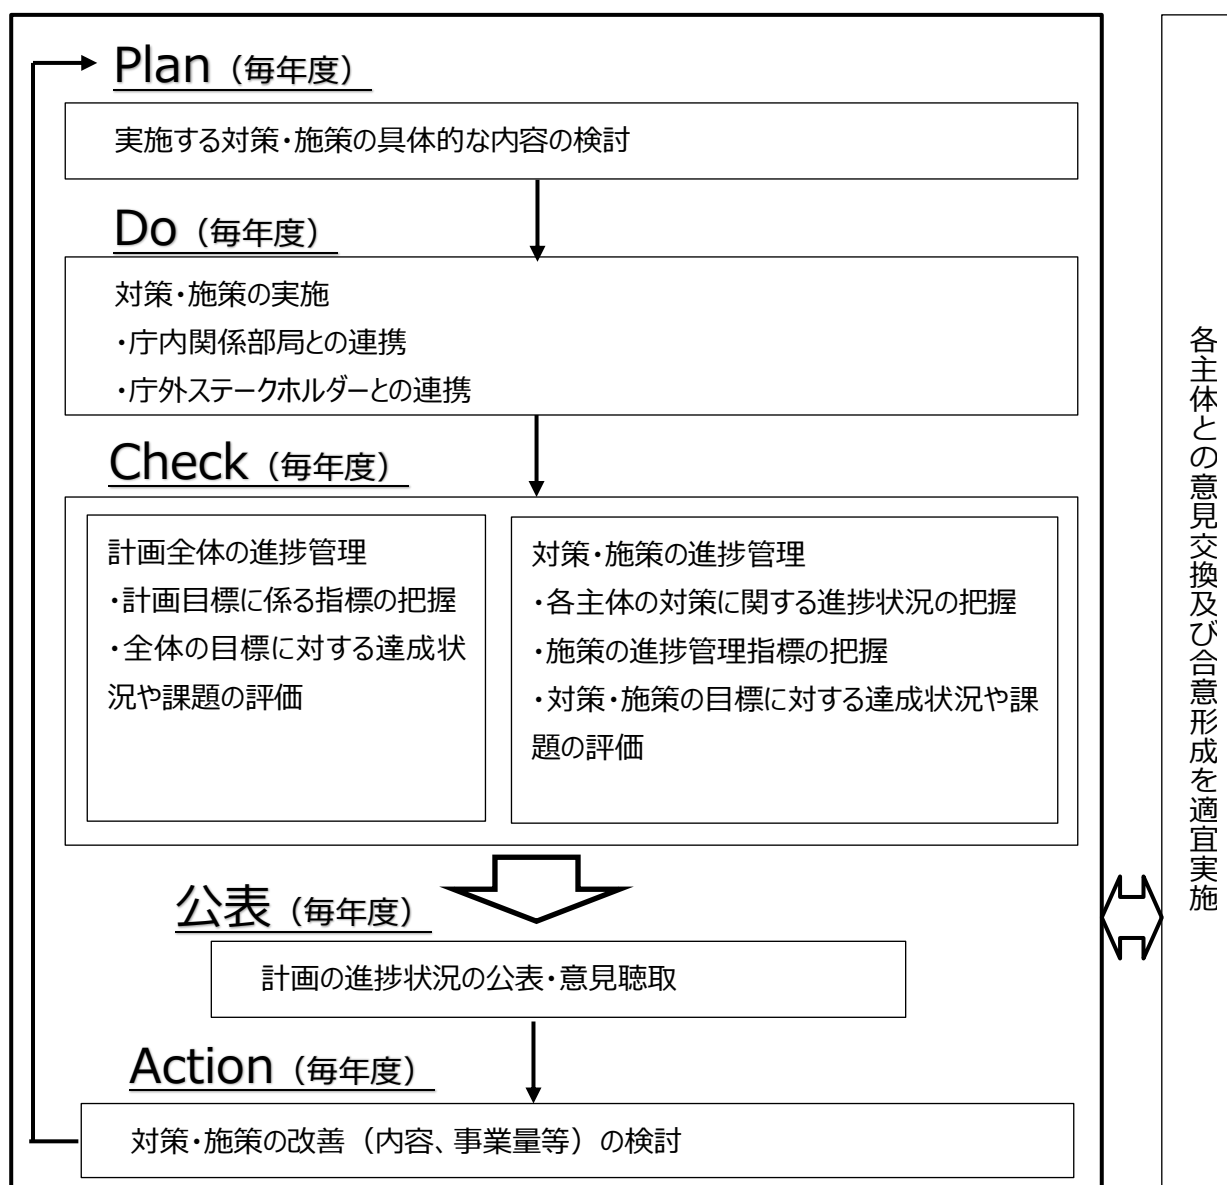 Plan（毎年度）
実施する対策・施策の具体的な内容の検討
Do（毎年度）
対策・施策の実施
・庁内関係部局との連携
・庁外ステークホルダーとの連携
Check（毎年度）
計画全体の進捗管理
・計画目標に係る指標の把握
・全体の目標に対する達成状
況や課題の評価
対策・施策の進捗管理
・各主体の対策に関する進捗状況の把握
・施策の進捗管理指標の把握
・対策・施策の目標に対する達成状況や課
題の評価
公表（毎年度）
計画の進捗状況の公表・意見聴取
Action（毎年度）
対策・施策の改善（内容、事業量等）の検討
各主体との意見交換及び合意形成を適宜実施